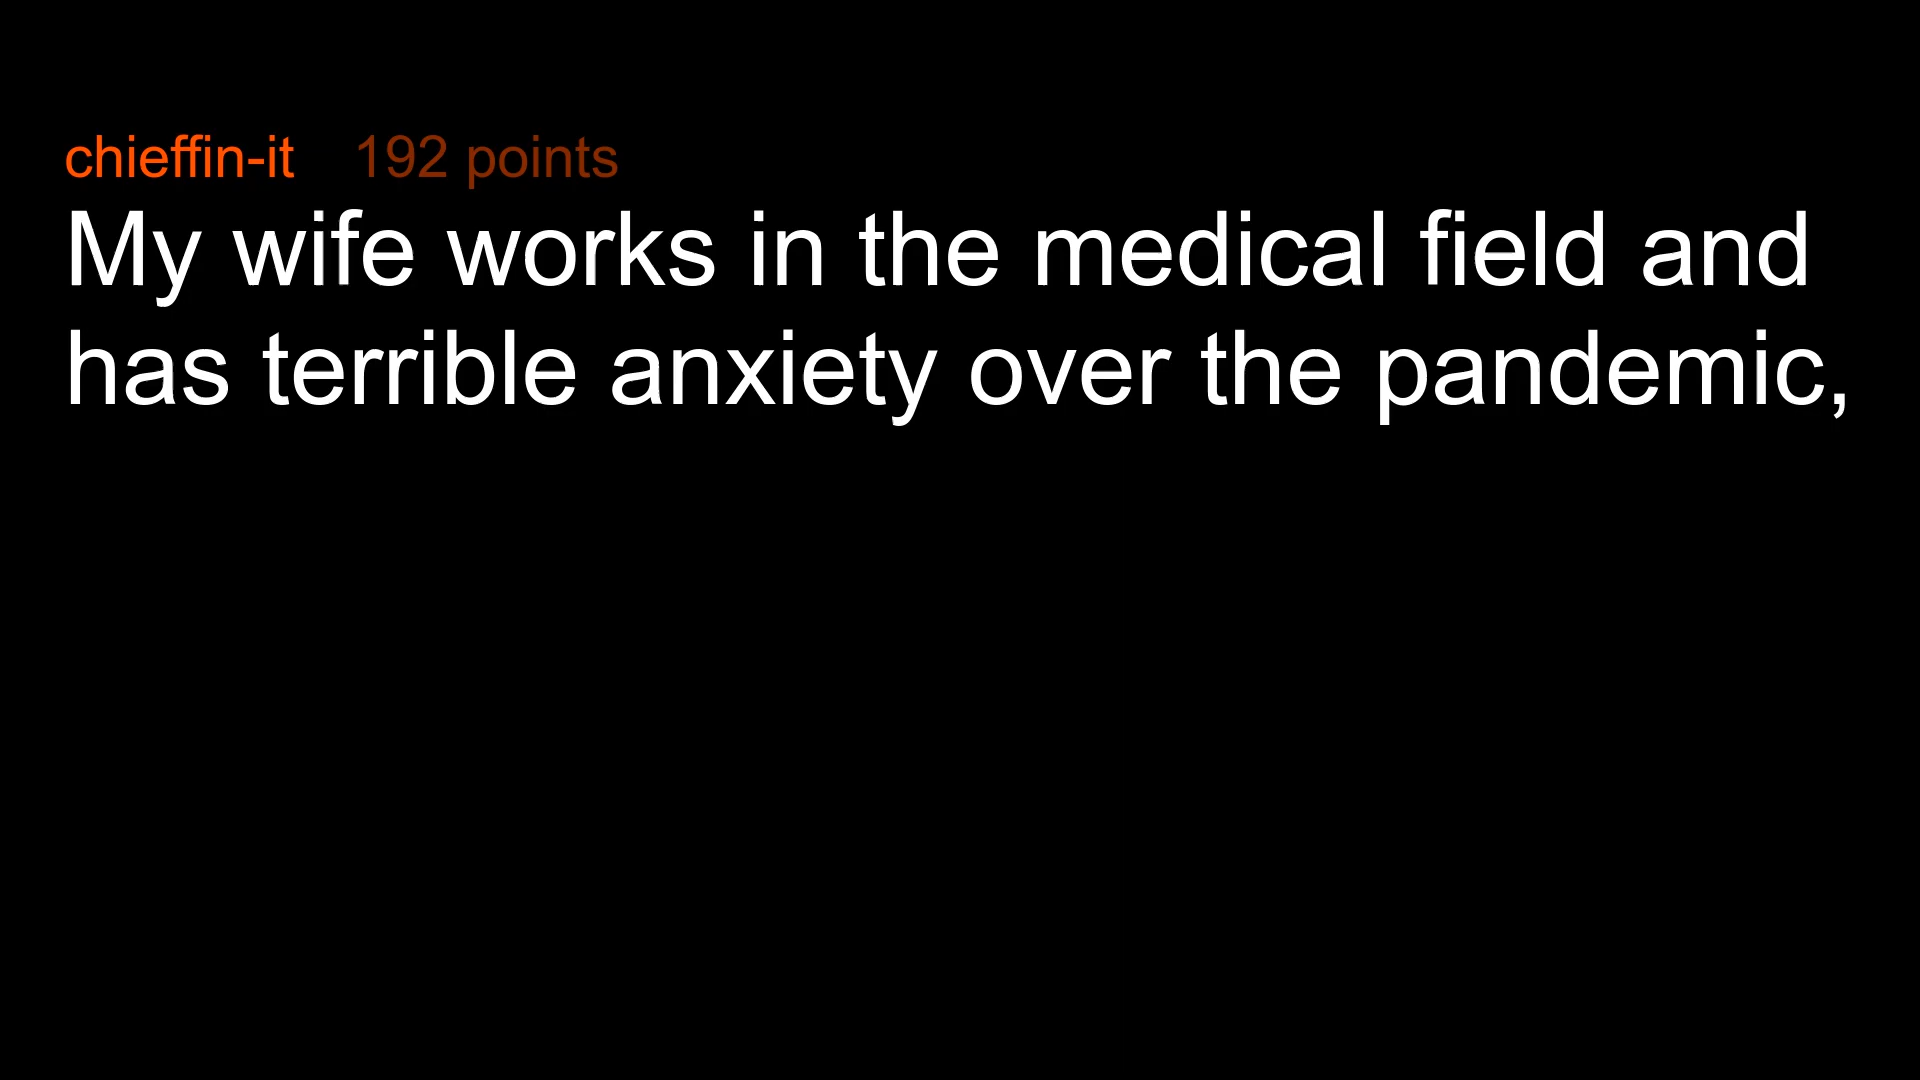 chieffin-it 192 points
My wife works in the medical field and
has terrible anxiety over the pandemic,